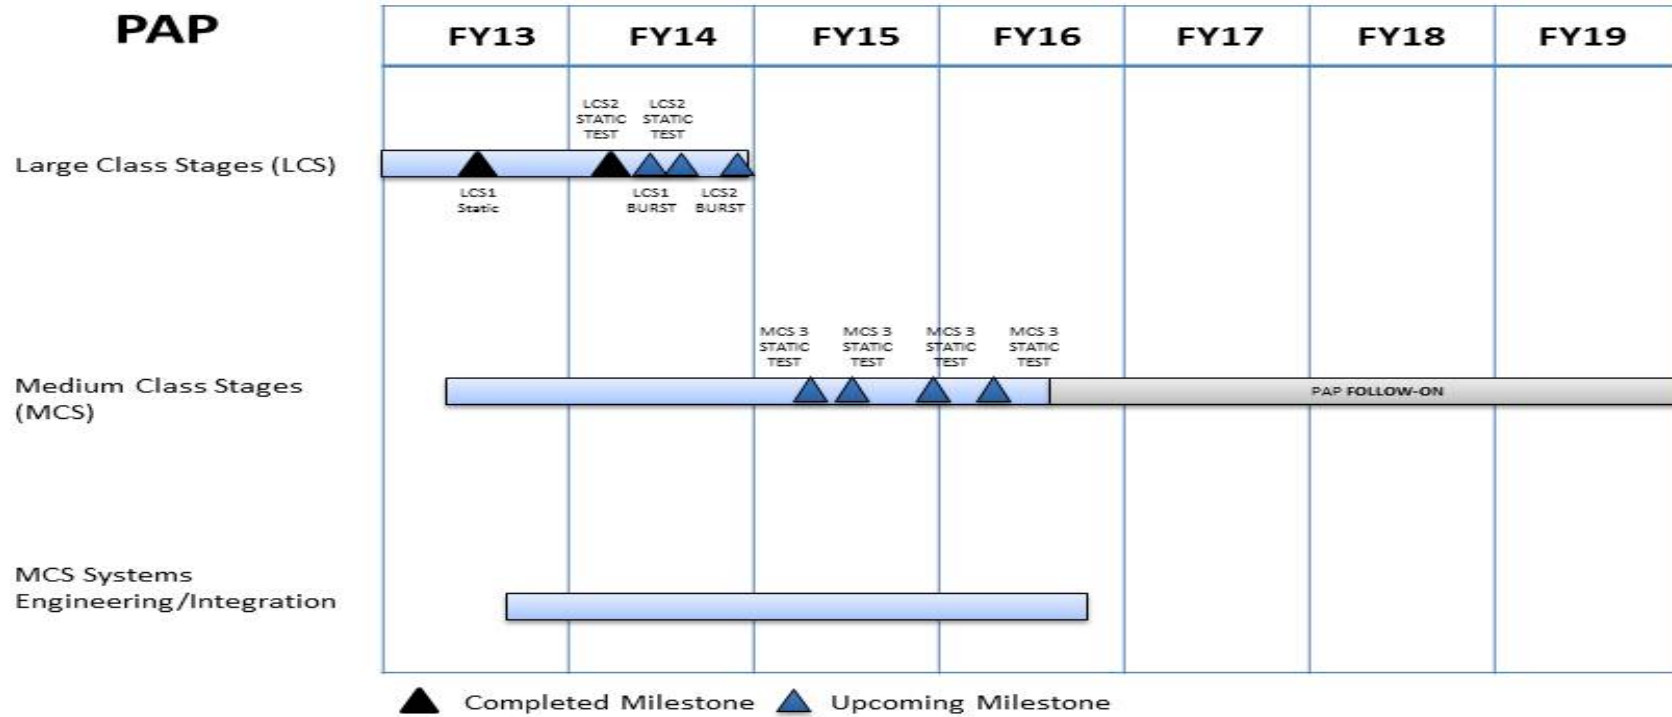 PAP
FY13 FY14 FY15 FY16 FY17 FY18 FY19
LCS2 LCS2
STATIC STATIC
TEST TEST
Large Class Stages (LCS)
LCS1 LCS1 LCS2
Static BURST BURST
MCS 3 MCS 3 MCS 3 MCS 3
STATIC STATIC STATIC STATIC
TEST TEST TEST TEST
Medium Class Stages
(MCS)
PAP FOLLOW-ON
MCS Systems
Engineering/Integration
Completed Milestone Upcoming Milestone